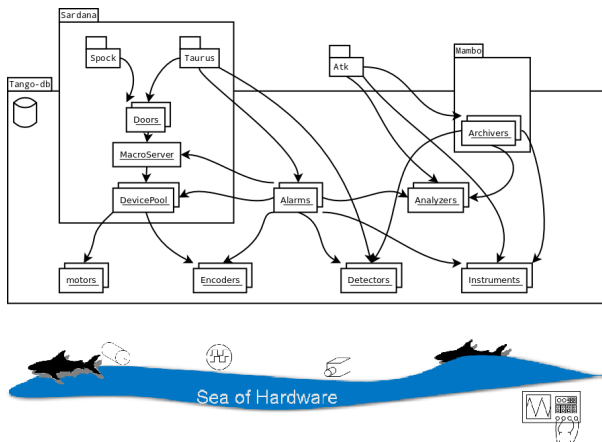 Sardana
Spock
Taurus
Atk
Mambo
Tango-db
Doors
Archivers
MacroServer
DevicePool
Alarms
Analyzers
motors
Encoders
Detectors
Instruments
Sea of Hardware